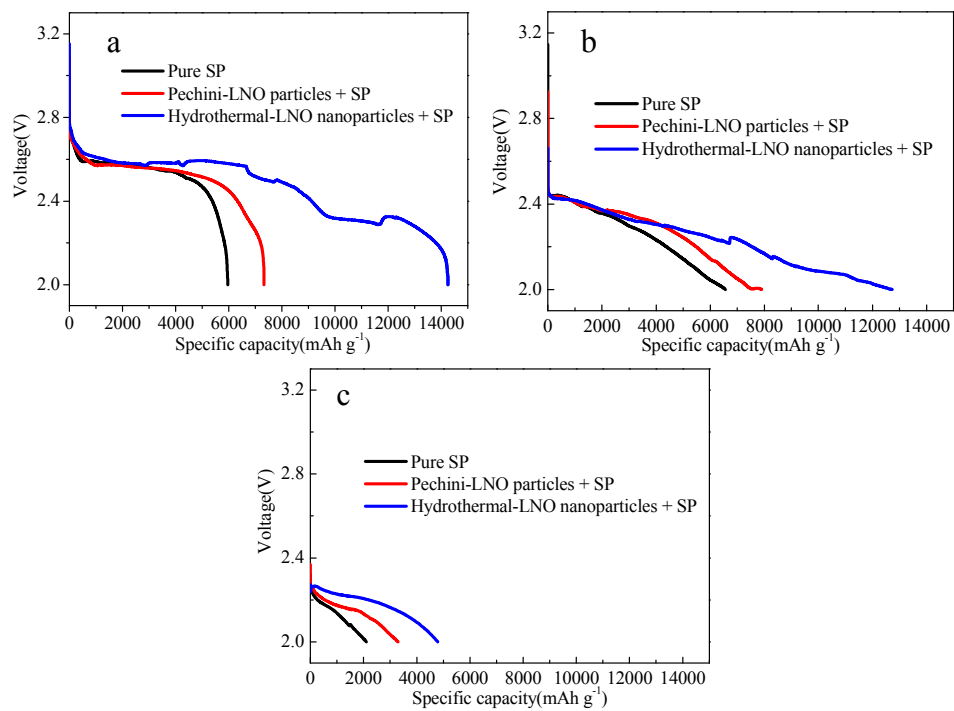 a
3.2
2.8
2.4
2.0
Voltage(V)
Pure SP
Pechini-LNO particles + SP
Hydrothermal-LNO nanoparticles + SP
0 2000 4000 6000 8000 10000 12000 14000
Specific capacity(mAh g-1)
b
3.2
2.8
2.4
2.0
Voltage(V)
Pure SP
Pechini-LNO particles + SP
Hydrothermal-LNO nanoparticles + SP
0 2000 4000 6000 8000 10000 12000 14000
Specific capacity(mAh g-1)
c
3.2
2.8
2.4
2.0
Voltage(V)
Pure SP
Pechini-LNO particles + SP
Hydrothermal-LNO nanoparticles + SP
0 2000 4000 6000 8000 10000 12000 14000
Specific capacity(mAh g-1)